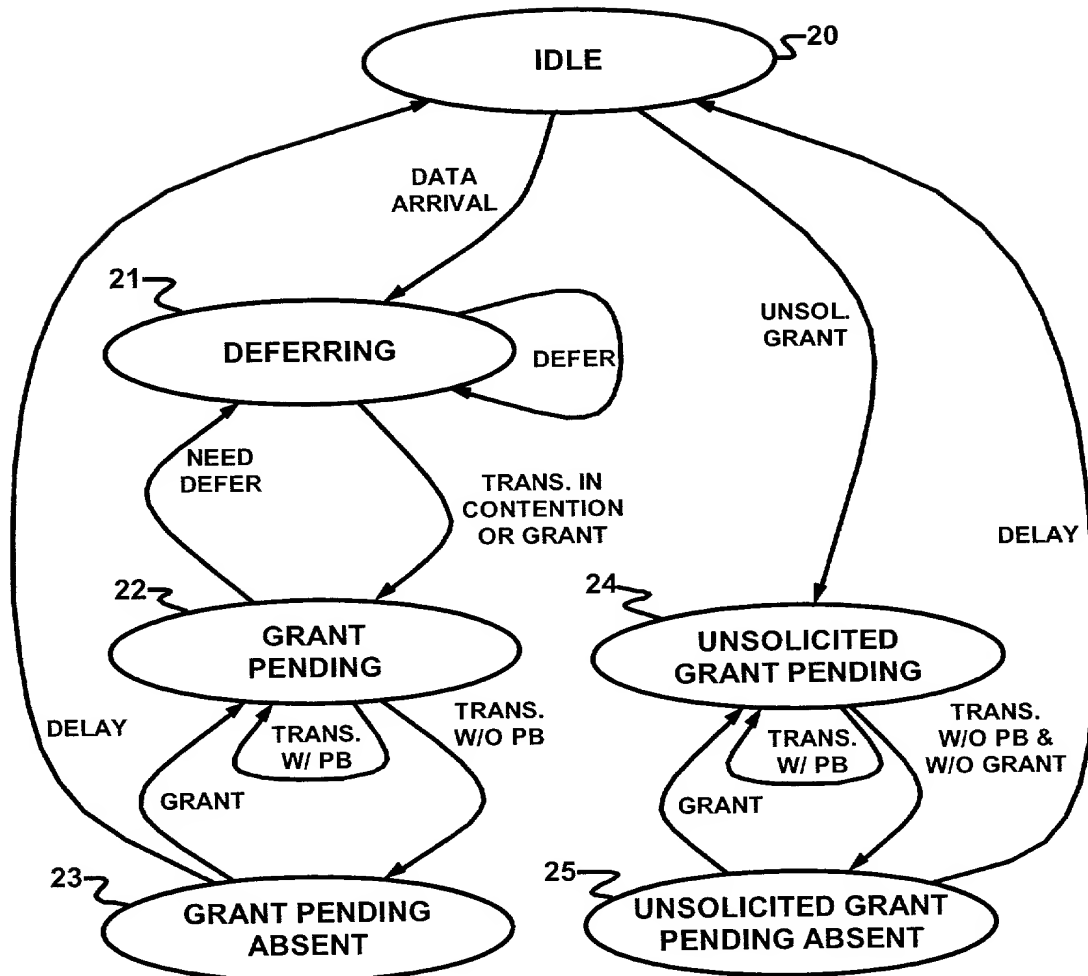 20
IDLE
DATA
ARRIVAL
21
UNSOL.
GRANT
DEFERRING
DEFER
NEED
DEFER
TRANS. IN
CONTENTION
OR GRANT
DELAY
22
24
GRANT
PENDING
UNSOLICITED
GRANT PENDING
DELAY
TRANS.
W/ PB
TRANS.
W/O PB
GRANT
TRANS.
W/ PB
TRANS.
W/O PB &
W/O GRANT
GRANT
23
25
GRANT PENDING
ABSENT
UNSOLICITED GRANT
PENDING ABSENT